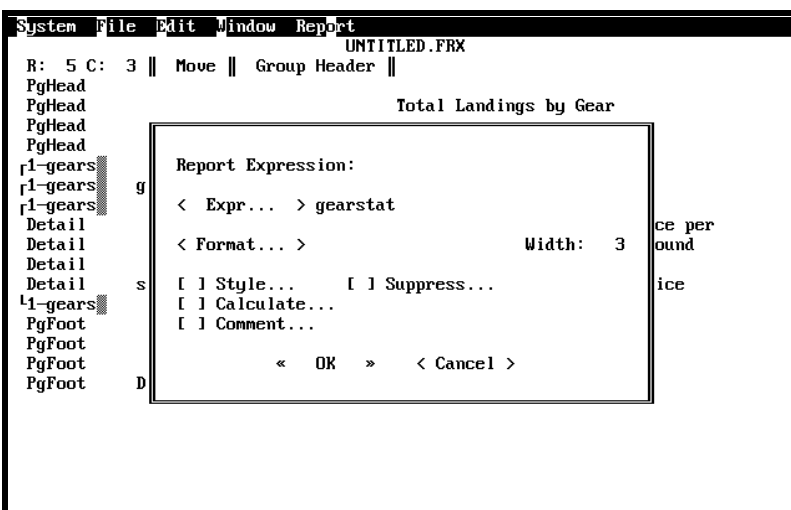 System File Edit Window Report
UNTITLED.FRX
R: 5 C: 3 ‖ Move ‖ Group Header ‖
PgHead
PgHead Total Landings by Gear
PgHead
PgHead
┌1-gears Report Expression:
┌1-gears g
┌1-gears < Expr... > gearstat
Detail ce per
Detail < Format... > Width: 3 ound
Detail
Detail s [ ] Style... [ ] Suppress... ice
└1-gears [ ] Calculate...
PgFoot [ ] Comment...
PgFoot
PgFoot « OK » < Cancel >
PgFoot D